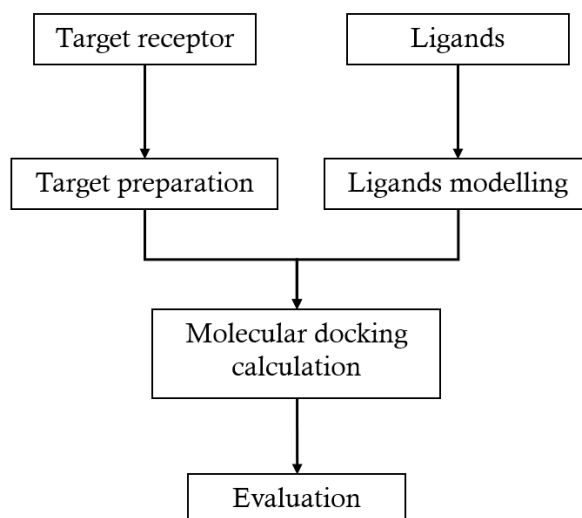 Target receptor
Ligands
Target preparation
Ligands modelling
Molecular docking
calculation
Evaluation